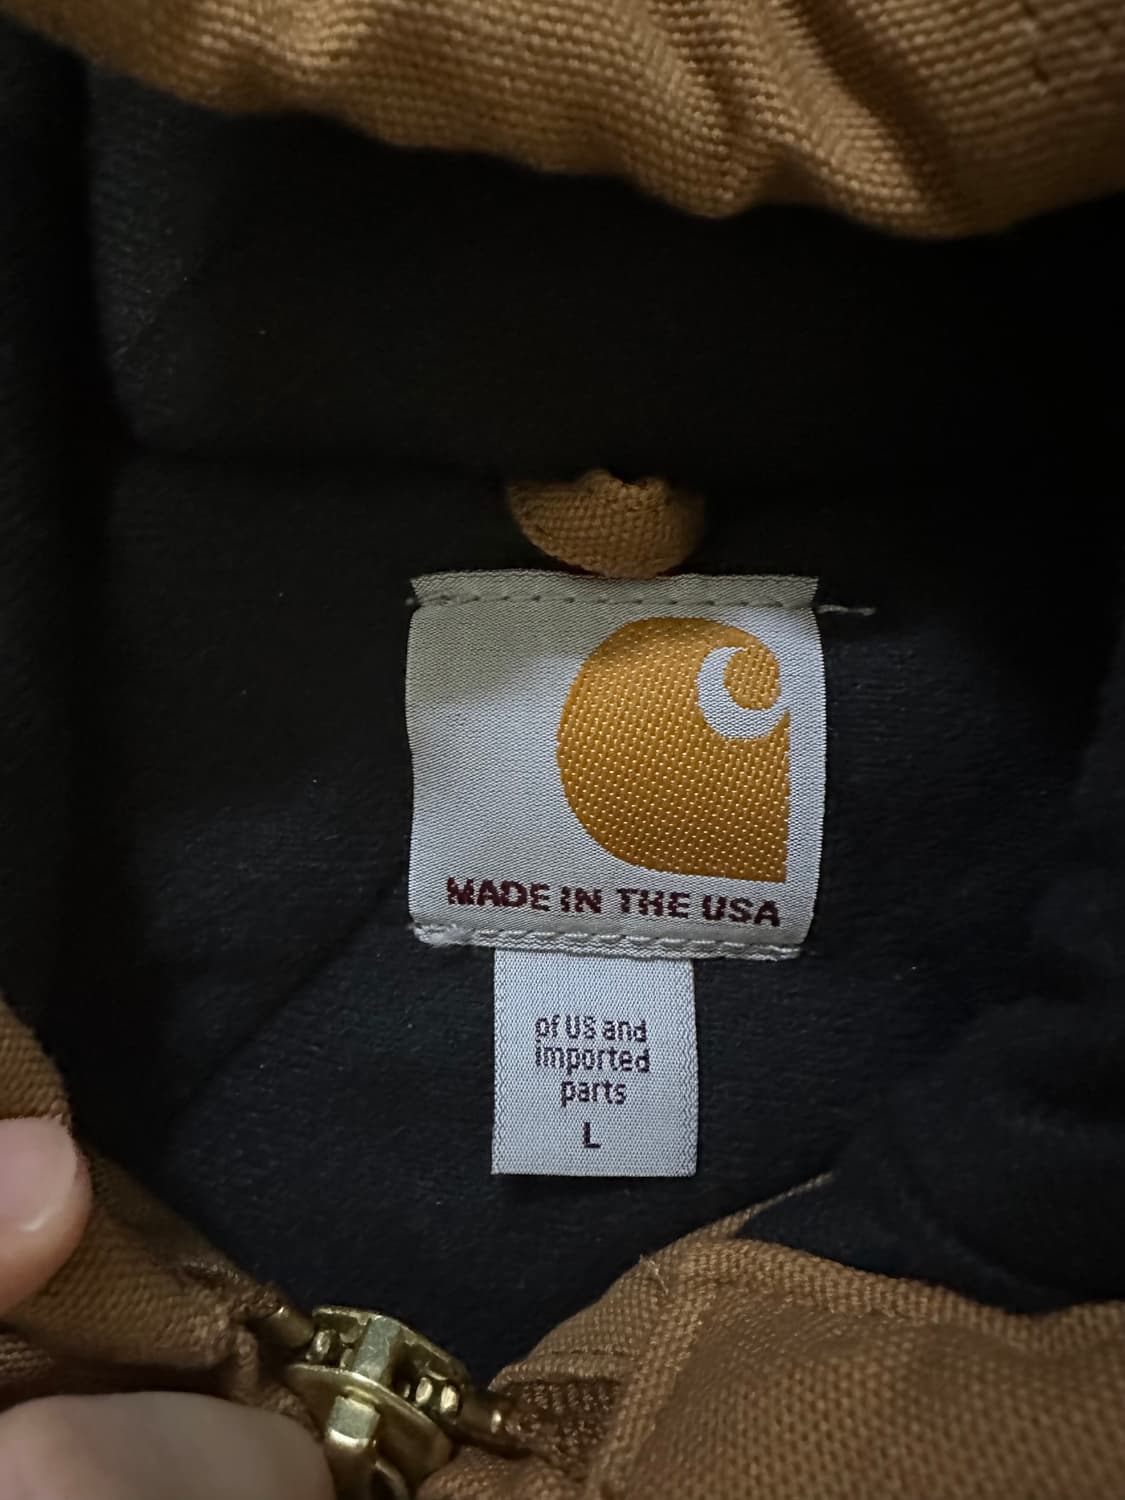 MADE IN THE USA
of US and
imported
parts
L